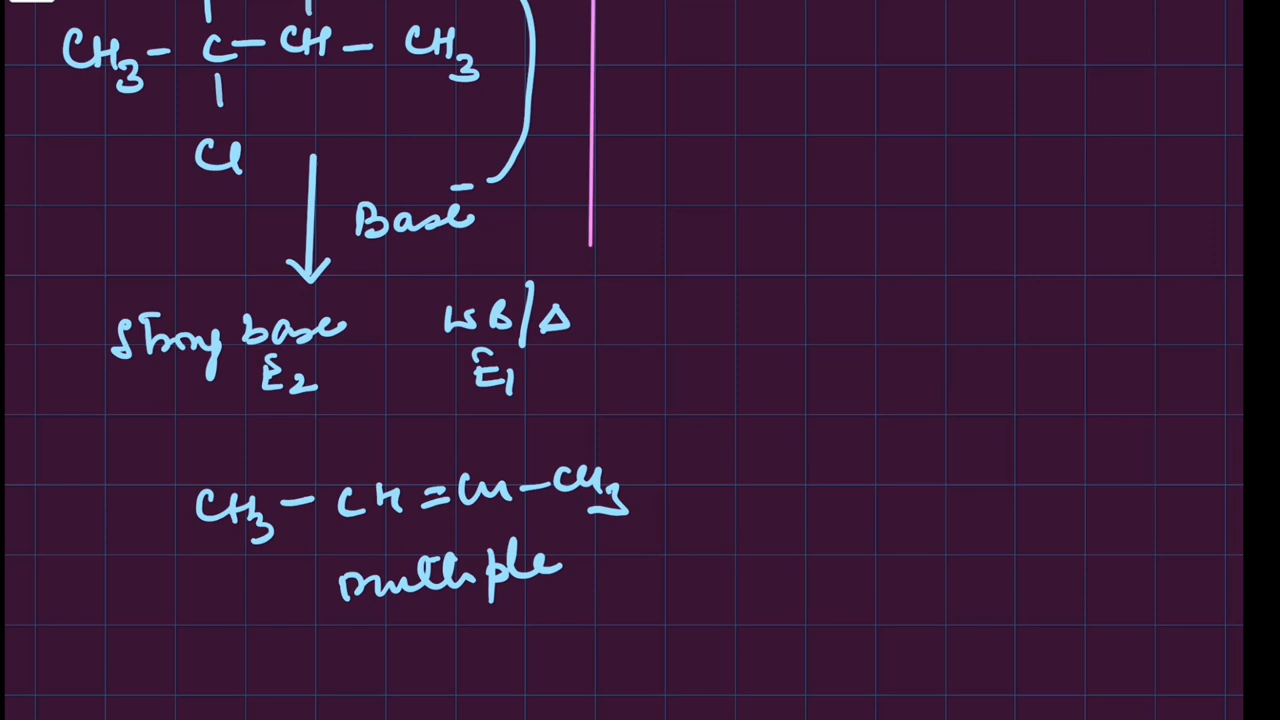 CH3 - C - CH - CH3
Cl
Base
Strong base WB/Δ
E2 E1
CH3 - CH = CH - CH3
multiple